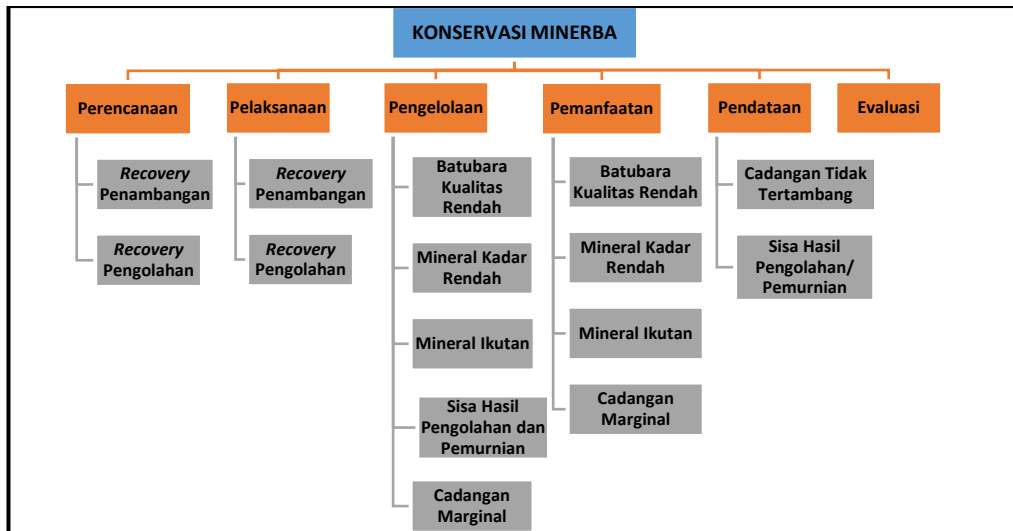 KONSERVASI MINERBA
Perencanaan
Recovery
Penambangan
Recovery
Pengolahan
Pelaksanaan
Recovery
Penambangan
Recovery
Pengolahan
Pengelolaan
Batubara
Kualitas
Rendah
Mineral Kadar
Rendah
Mineral Ikutan
Sisa Hasil
Pengolahan dan
Pemurnian
Cadangan
Marginal
Pemanfaatan
Batubara
Kualitas Rendah
Mineral Kadar
Rendah
Mineral Ikutan
Cadangan
Marginal
Pendataan
Cadangan Tidak
Tertambang
Sisa Hasil
Pengolahan/
Pemurnian
Evaluasi